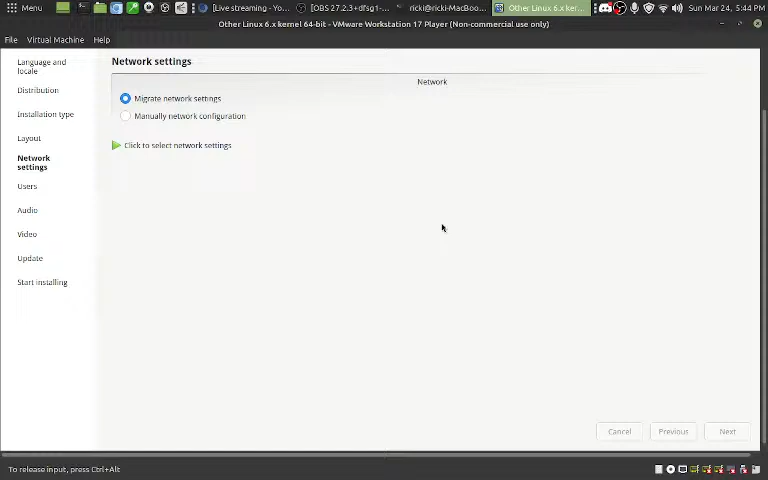 Menu
[Live streaming - Yo...
[OBS 27.2.3+dfsg1-...
ricki@ricki-MacBoo...
Other Linux 6.x ker...
Sun Mar 24, 5:44 PM
Other Linux 6.x kernel 64-bit - VMware Workstation 17 Player (Non-commercial use only)
File Virtual Machine Help
Language and
locale
Distribution
Installation type
Layout
Network
settings
Users
Audio
Video
Update
Start installing
Network settings
Network
Migrate network settings
Manually network configuration
Click to select network settings
Cancel Previous Next
To release input, press Ctrl+Alt